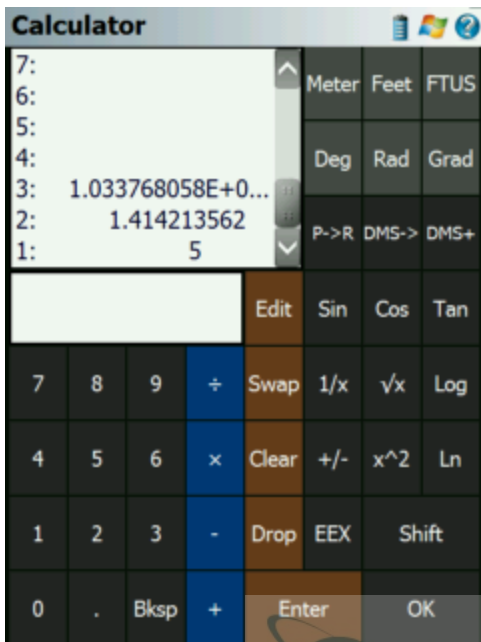 Calculator
7:
6:
5:
4:
3: 1.033768058E+0...
2: 1.414213562
1: 5
Meter Feet FTUS
Deg Rad Grad
P->R DMS-> DMS+
Edit Sin Cos Tan
7 8 9 ÷ Swap 1/x √x Log
4 5 6 × Clear +/- x^2 Ln
1 2 3 - Drop EEX Shift
0 . Bksp + Enter OK